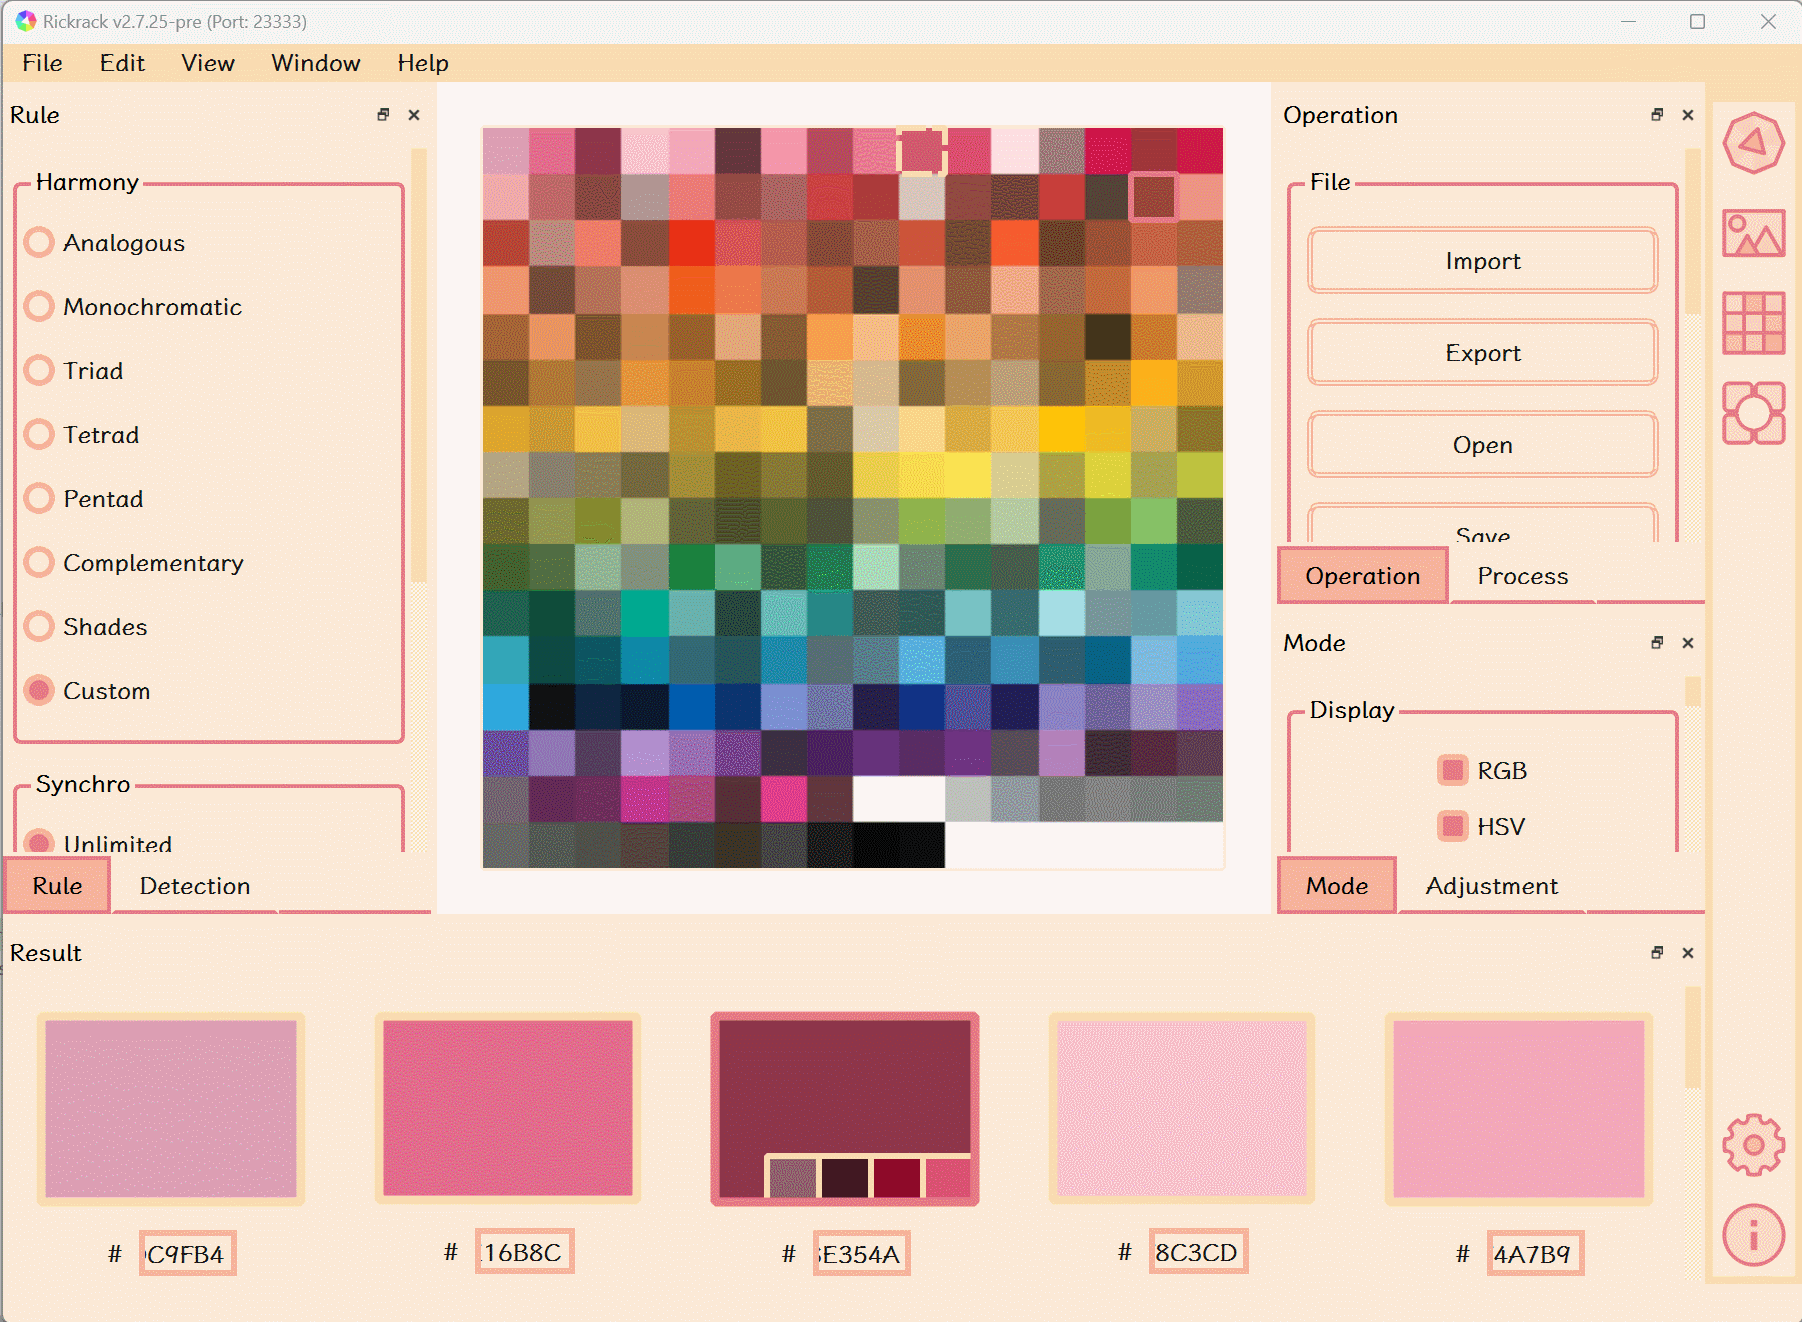 Rickrack v2.7.25-pre (Port: 23333)
File Edit View Window Help
Rule
Harmony
Analogous
Monochromatic
Triad
Tetrad
Pentad
Complementary
Shades
Custom
Synchro
Unlimited
Rule Detection
Operation
File
Import
Export
Open
Save
Operation Process
Mode
Display
RGB
HSV
Mode Adjustment
Result
# C9FB4
# 16B8C
# E354A
# 8C3CD
# 4A7B9